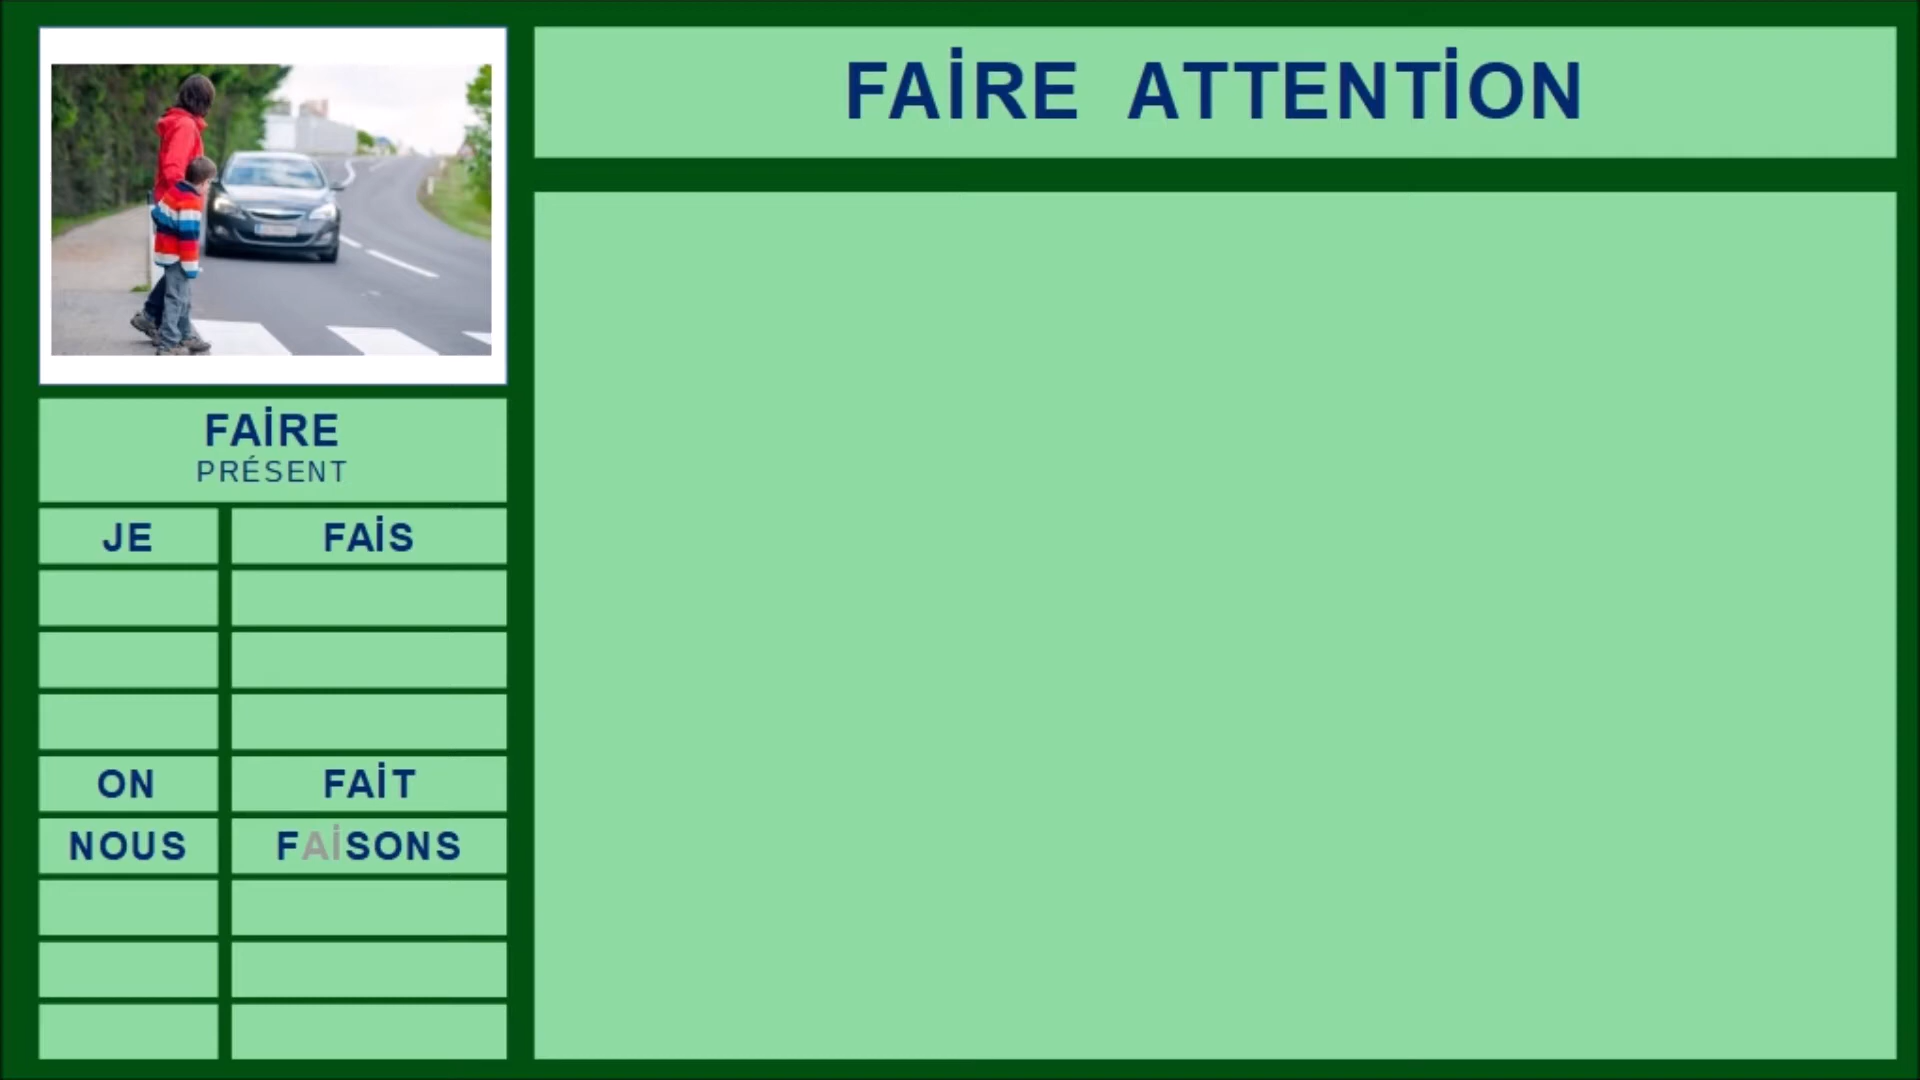 FAİRE ATTENTİON
FAİRE
PRÉSENT
JE FAİS
ON FAİT
NOUS FAİSONS